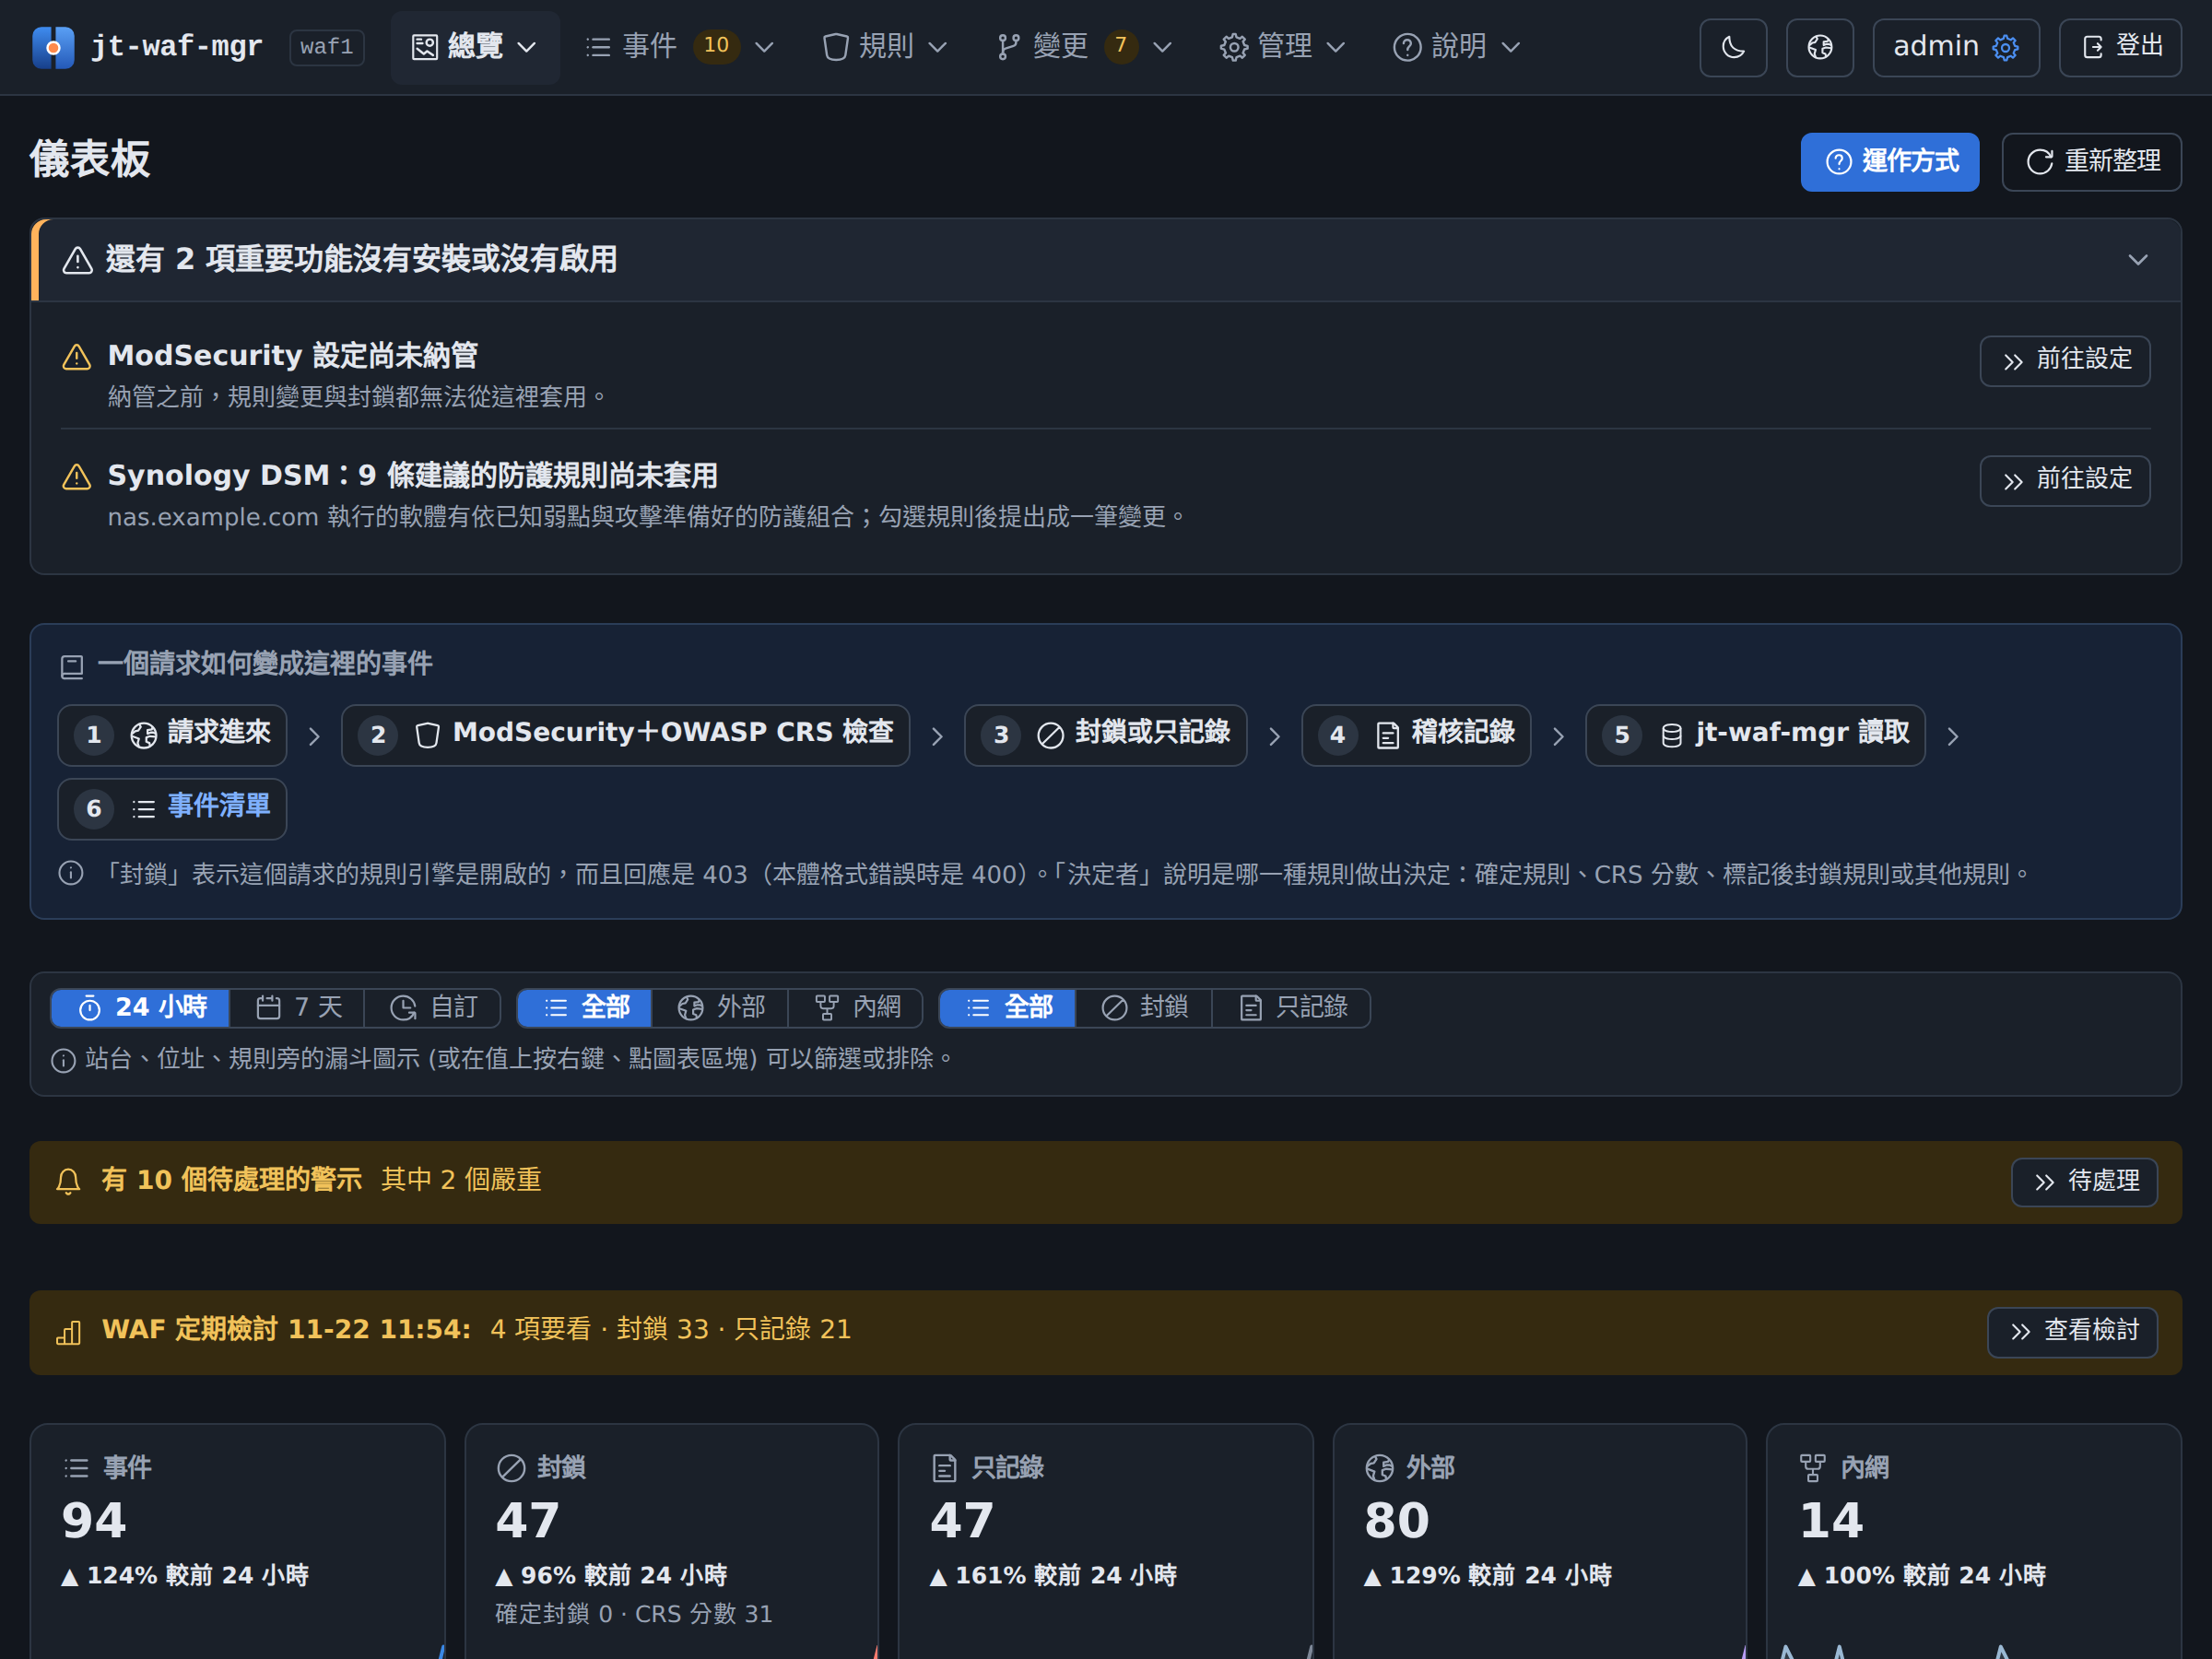 jt-waf-mgr waf1 總覽 事件 10 規則 變更 7 管理 說明 admin 登出
儀表板 運作方式 重新整理
還有 2 項重要功能沒有安裝或沒有啟用
ModSecurity 設定尚未納管 前往設定
納管之前，規則變更與封鎖都無法從這裡套用。
Synology DSM：9 條建議的防護規則尚未套用 前往設定
nas.example.com 執行的軟體有依已知弱點與攻擊準備好的防護組合；勾選規則後提出成一筆變更。
一個請求如何變成這裡的事件
1 請求進來 2 ModSecurity＋OWASP CRS 檢查 3 封鎖或只記錄 4 稽核記錄 5 jt-waf-mgr 讀取
6 事件清單
「封鎖」表示這個請求的規則引擎是開啟的，而且回應是 403（本體格式錯誤時是 400）。「決定者」說明是哪一種規則做出決定：確定規則、CRS 分數、標記後封鎖規則或其他規則。
24 小時 7 天 自訂 全部 外部 內網 全部 封鎖 只記錄
站台、位址、規則旁的漏斗圖示 (或在值上按右鍵、點圖表區塊) 可以篩選或排除。
有 10 個待處理的警示 其中 2 個嚴重 待處理
WAF 定期檢討 11-22 11:54: 4 項要看 · 封鎖 33 · 只記錄 21 查看檢討
事件 封鎖 只記錄 外部 內網
94 47 47 80 14
▲ 124% 較前 24 小時 ▲ 96% 較前 24 小時 ▲ 161% 較前 24 小時 ▲ 129% 較前 24 小時 ▲ 100% 較前 24 小時
確定封鎖 0 · CRS 分數 31